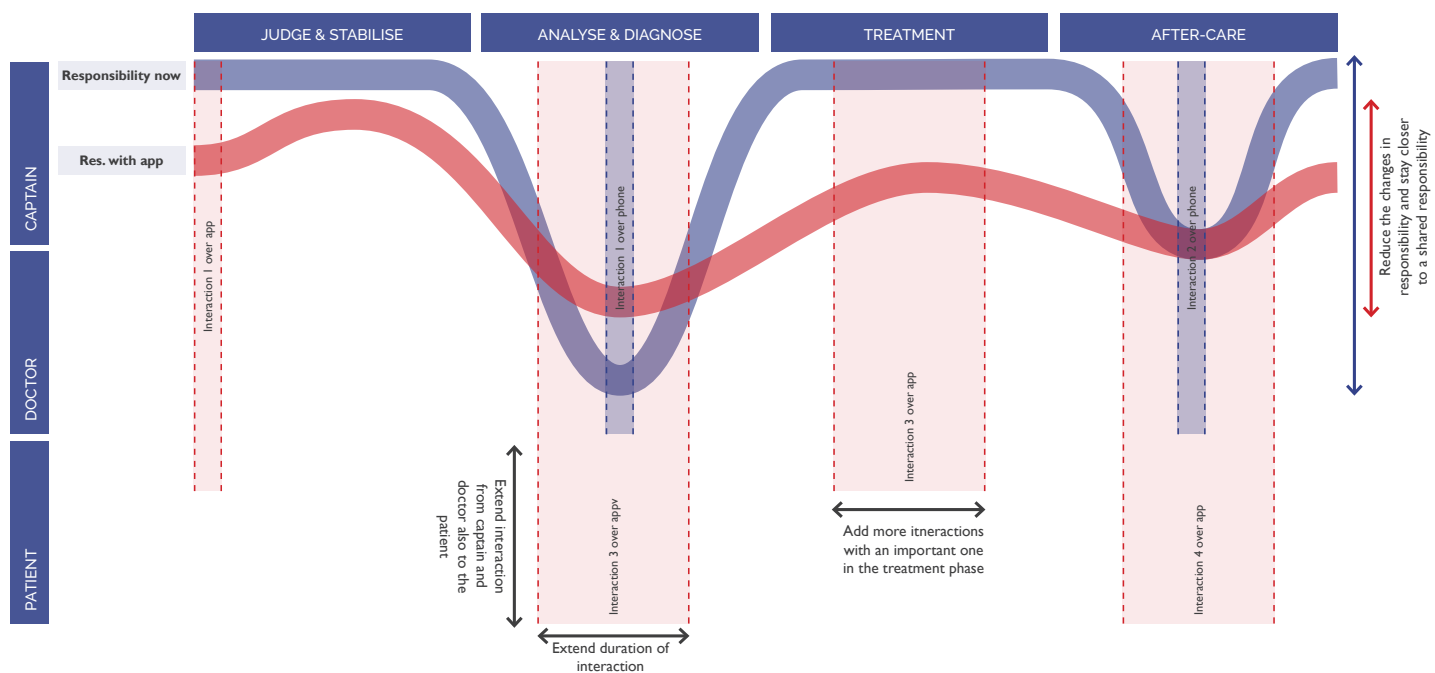 JUDGE & STABILISE
ANALYSE & DIAGNOSE
TREATMENT
AFTER-CARE
CAPTAIN
DOCTOR
PATIENT
Responsibility now
Res. with app
Interaction 1 over app
Interaction 1 over phone
Interaction 3 over appv
Interaction 3 over app
Interaction 2 over phone
Interaction 4 over app
Extend interaction
from captain and
doctor also to the
patient
Extend duration of
interaction
Add more itneractions
with an important one
in the treatment phase
Reduce the changes in
responsibility and stay closer
to a shared responsibility